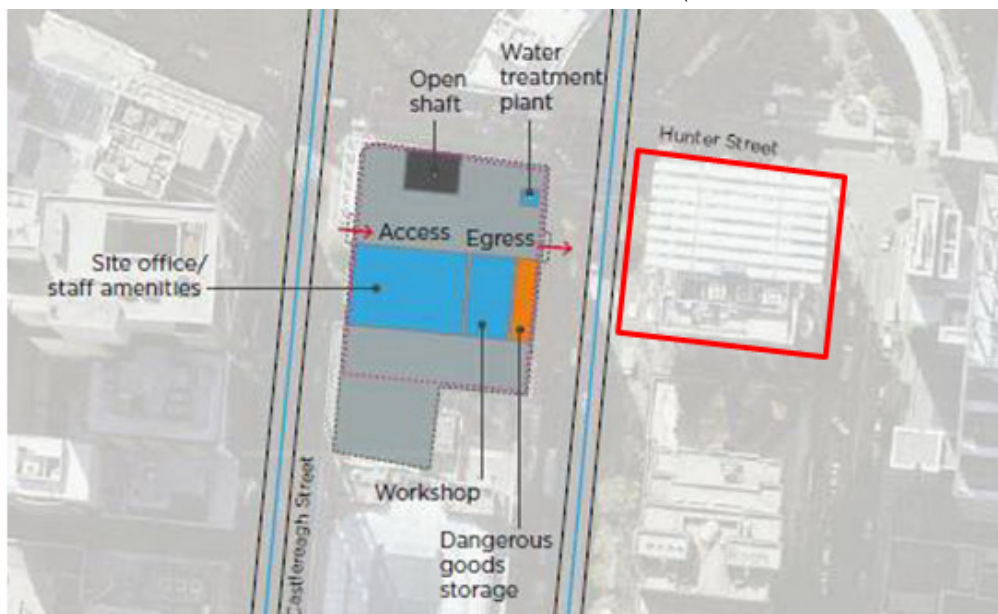 Water
treatment
plant
Open
shaft
Hunter Street
Access
Egress
Site office/
staff amenities
Workshop
Dangerous
goods
storage
Castlereagh Street